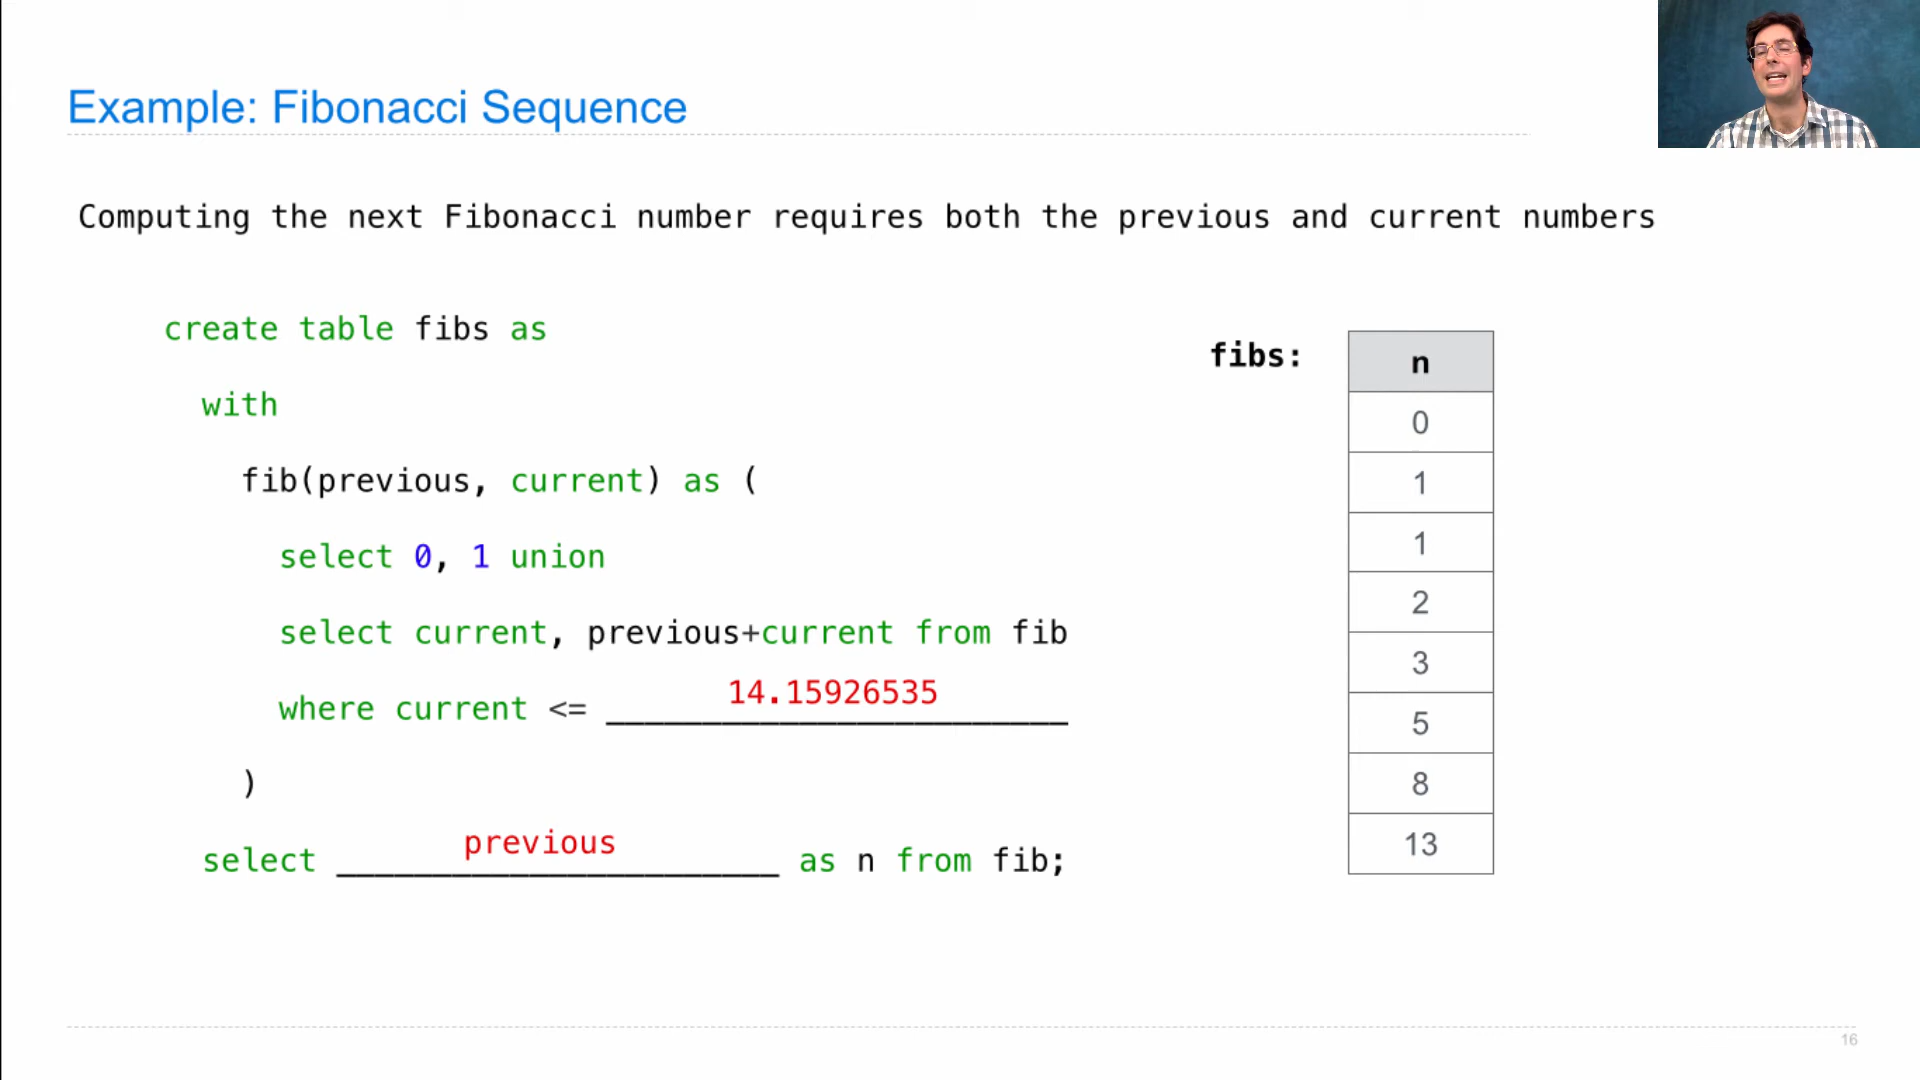 Example: Fibonacci Sequence
Computing the next Fibonacci number requires both the previous and current numbers
create table fibs as
with
fib(previous, current) as (
select 0, 1 union
select current, previous+current from fib
where current <= 14.15926535
)
select previous as n from fib;
fibs:
n
0
1
1
2
3
5
8
13
16